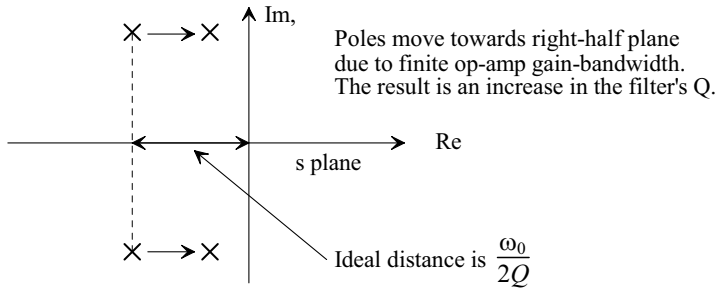 Im,
Poles move towards right-half plane
due to finite op-amp gain-bandwidth.
The result is an increase in the filter's Q.
Re
s plane
Ideal distance is ω₀/2Q